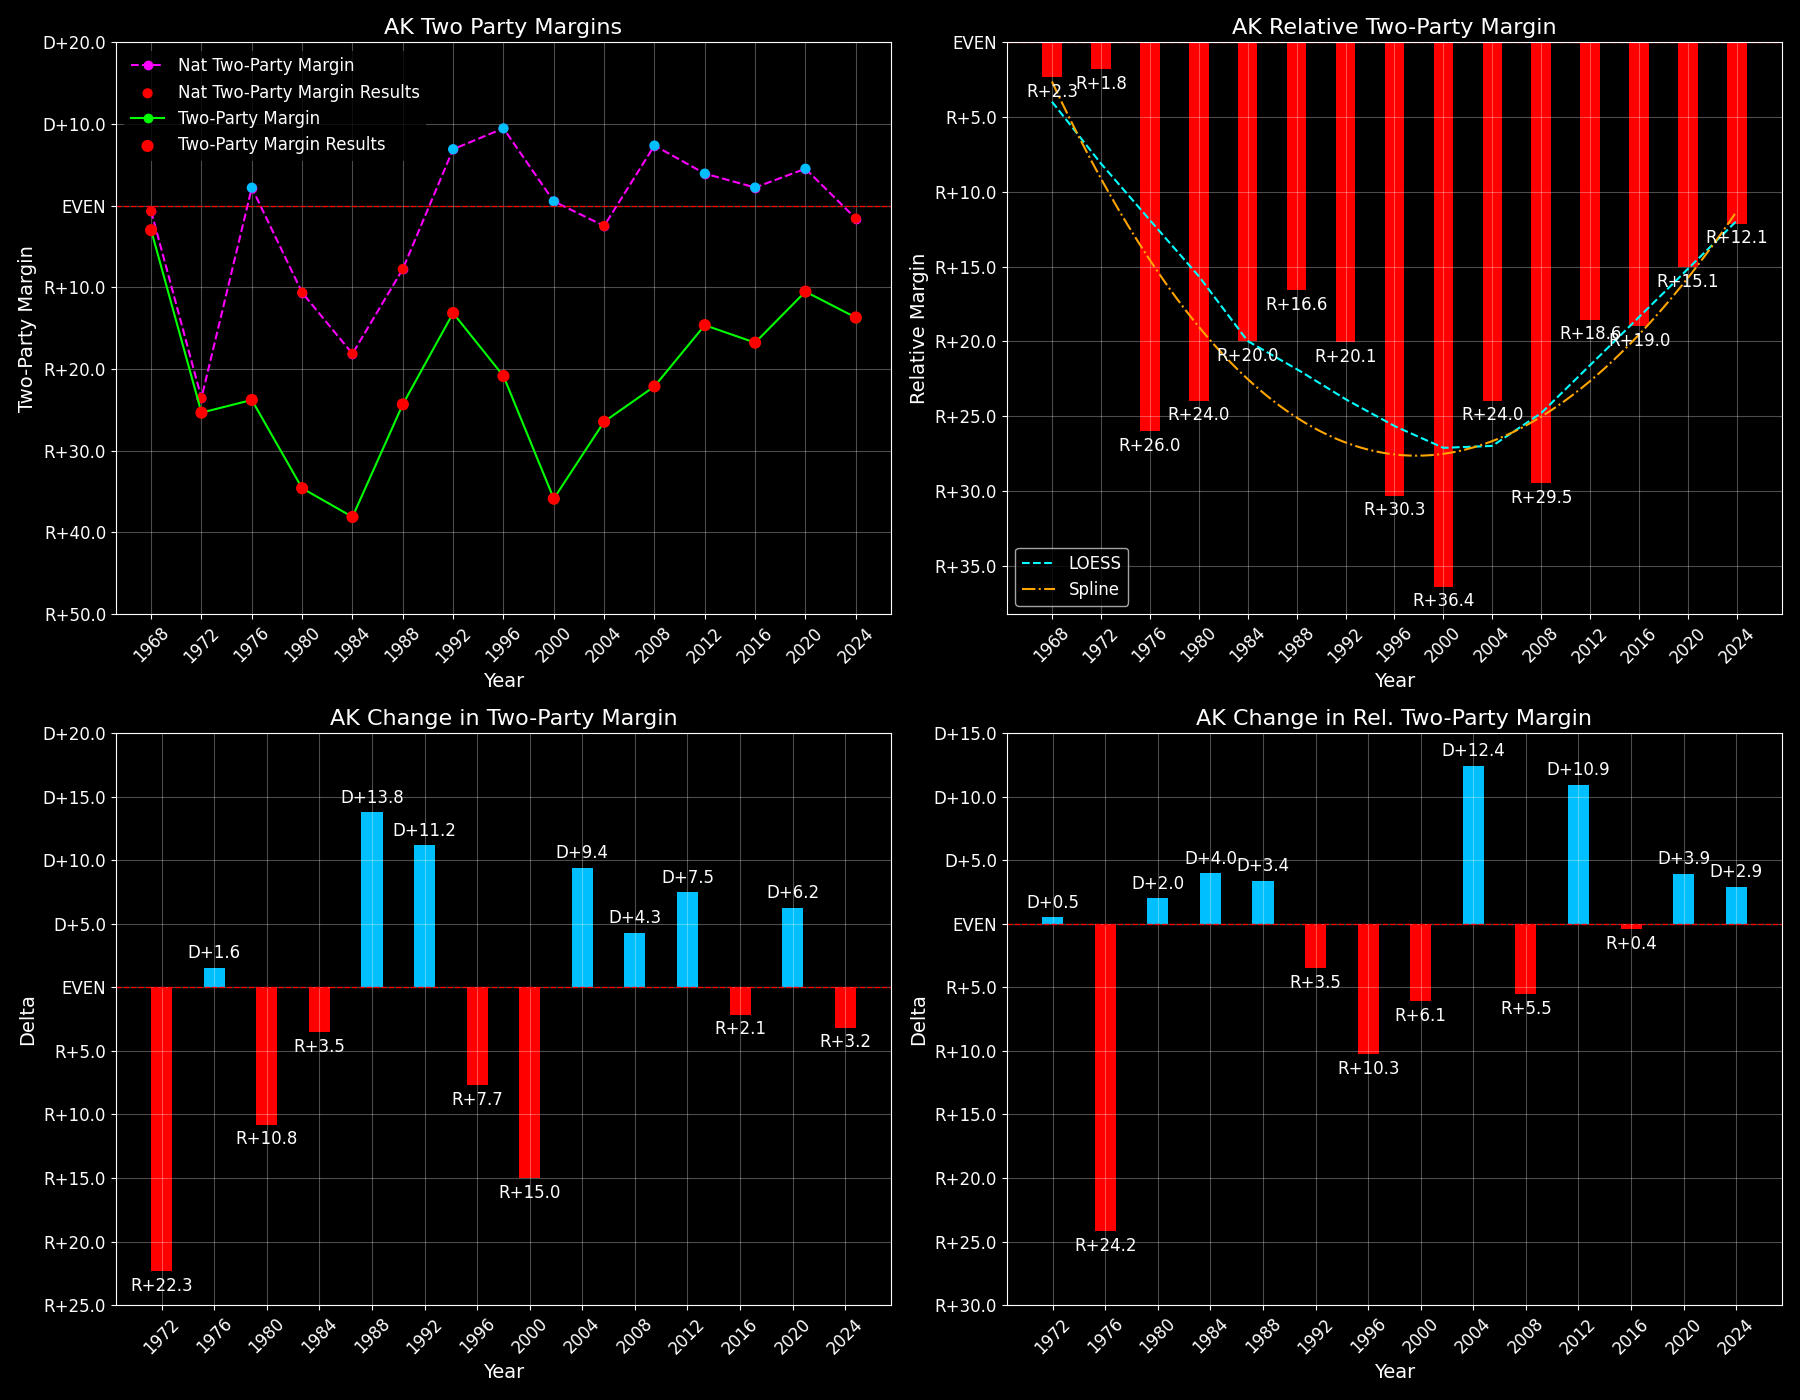 AK Two Party Margins
D+20.0
D+10.0
EVEN
R+10.0
R+20.0
R+30.0
R+40.0
R+50.0
Two-Party Margin
Nat Two-Party Margin
Nat Two-Party Margin Results
Two-Party Margin
Two-Party Margin Results
1968
1972
1976
1980
1984
1988
1992
1996
2000
2004
2008
2012
2016
2020
2024
Year
AK Relative Two-Party Margin
EVEN
R+5.0
R+10.0
R+15.0
R+20.0
R+25.0
R+30.0
R+35.0
Relative Margin
R+2.3
R+1.8
R+26.0
R+24.0
R+20.0
R+16.6
R+20.1
R+30.3
R+36.4
R+24.0
R+29.5
R+18.6
R+19.0
R+15.1
R+12.1
LOESS
Spline
1968
1972
1976
1980
1984
1988
1992
1996
2000
2004
2008
2012
2016
2020
2024
Year
AK Change in Two-Party Margin
D+20.0
D+15.0
D+10.0
D+5.0
EVEN
R+5.0
R+10.0
R+15.0
R+20.0
R+25.0
Delta
R+22.3
D+1.6
R+10.8
R+3.5
D+13.8
D+11.2
R+7.7
R+15.0
D+9.4
D+4.3
D+7.5
R+2.1
D+6.2
R+3.2
1972
1976
1980
1984
1988
1992
1996
2000
2004
2008
2012
2016
2020
2024
Year
AK Change in Rel. Two-Party Margin
D+15.0
D+10.0
D+5.0
EVEN
R+5.0
R+10.0
R+15.0
R+20.0
R+25.0
R+30.0
Delta
D+0.5
R+24.2
D+2.0
D+4.0
D+3.4
R+3.5
R+10.3
R+6.1
D+12.4
R+5.5
D+10.9
R+0.4
D+3.9
D+2.9
1972
1976
1980
1984
1988
1992
1996
2000
2004
2008
2012
2016
2020
2024
Year